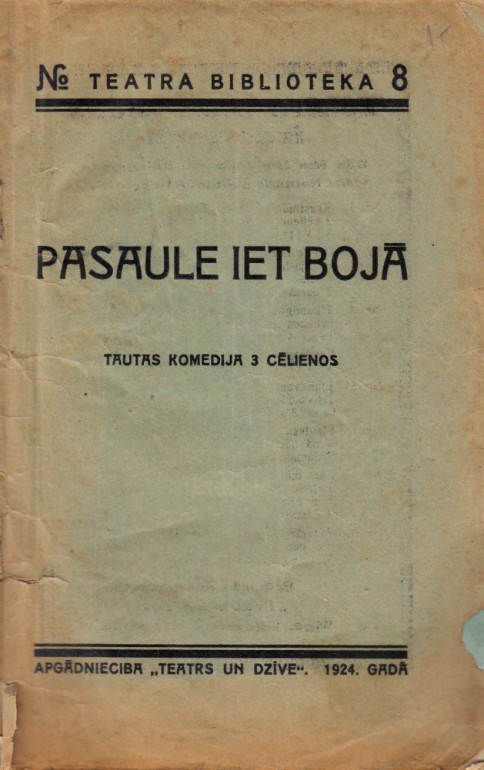 № TEATRA BIBLIOTEKA 8
PASAULE IET BOJĀ
TAUTAS KOMEDIJA 3 CĒLIENOS
APGĀDNIECIBA „TEATRS UN DZĪVE“. 1924. GADĀ